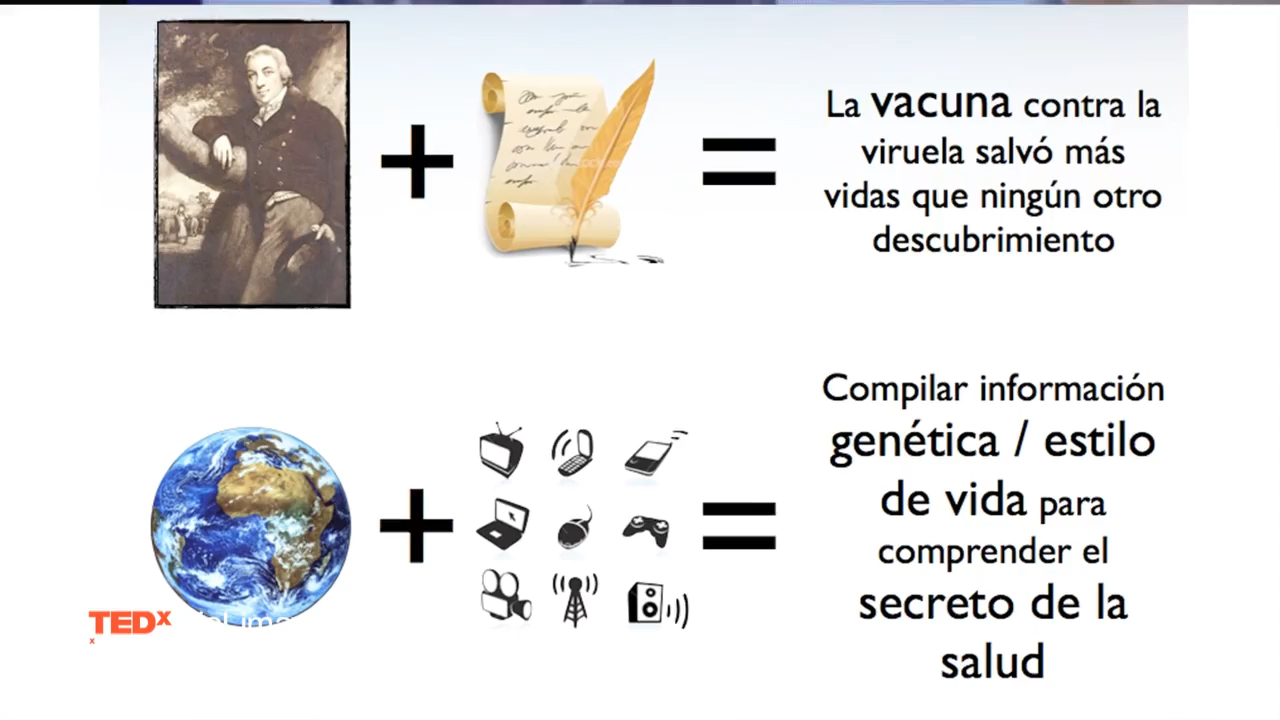 La vacuna contra la
viruela salvó más
vidas que ningún otro
descubrimiento
Compilar información
genética / estilo
de vida para
comprender el
secreto de la
salud
TEDx
x